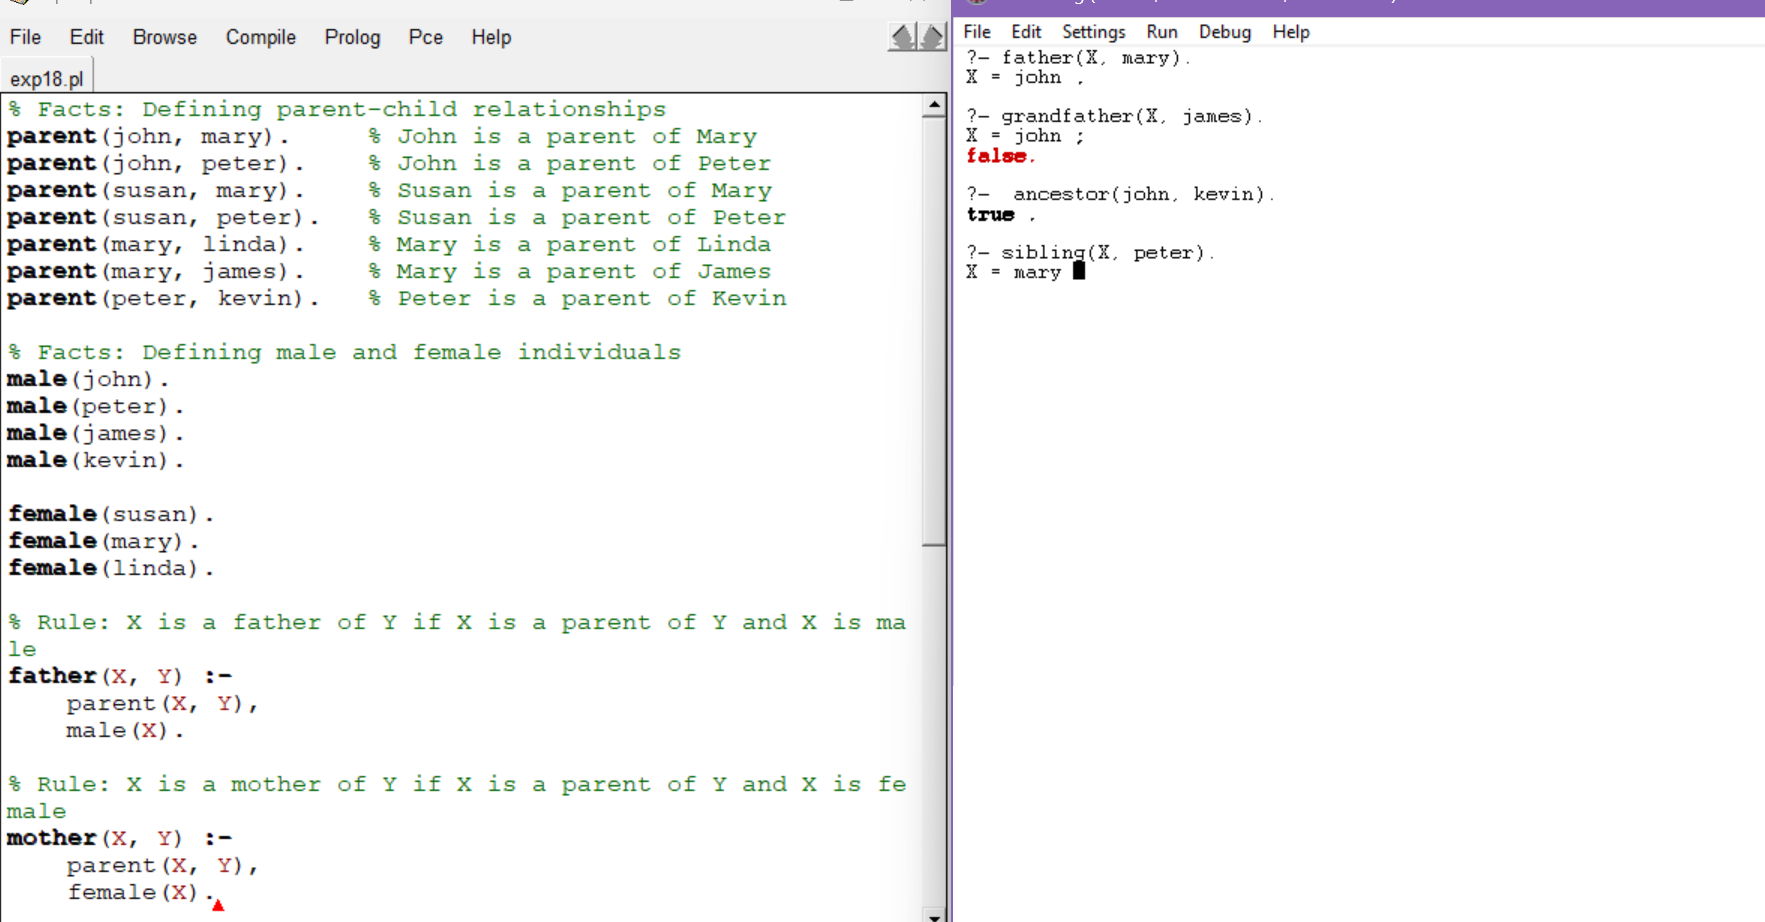 File Edit Browse Compile Prolog Pce Help
exp18.pl
% Facts: Defining parent-child relationships
parent(john, mary). % John is a parent of Mary
parent(john, peter). % John is a parent of Peter
parent(susan, mary). % Susan is a parent of Mary
parent(susan, peter). % Susan is a parent of Peter
parent(mary, linda). % Mary is a parent of Linda
parent(mary, james). % Mary is a parent of James
parent(peter, kevin). % Peter is a parent of Kevin
% Facts: Defining male and female individuals
male(john).
male(peter).
male(james).
male(kevin).
female(susan).
female(mary).
female(linda).
% Rule: X is a father of Y if X is a parent of Y and X is ma
le
father(X, Y) :-
parent(X, Y),
male(X).
% Rule: X is a mother of Y if X is a parent of Y and X is fe
male
mother(X, Y) :-
parent(X, Y),
female(X).
File Edit Settings Run Debug Help
?- father(X, mary).
X = john .
?- grandfather(X, james).
X = john ;
false.
?- ancestor(john, kevin).
true .
?- sibling(X, peter).
X = mary